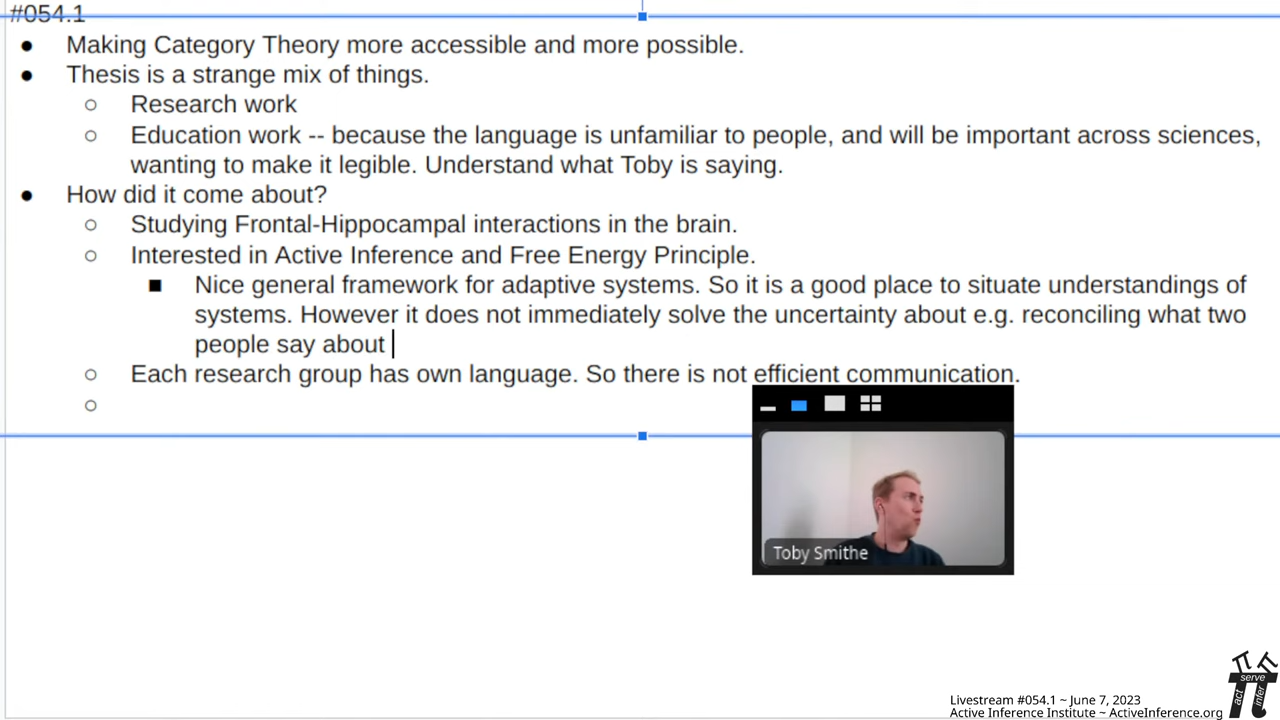 #054.1
● Making Category Theory more accessible and more possible.
● Thesis is a strange mix of things.
○ Research work
○ Education work -- because the language is unfamiliar to people, and will be important across sciences,
wanting to make it legible. Understand what Toby is saying.
● How did it come about?
○ Studying Frontal-Hippocampal interactions in the brain.
○ Interested in Active Inference and Free Energy Principle.
■ Nice general framework for adaptive systems. So it is a good place to situate understandings of
systems. However it does not immediately solve the uncertainty about e.g. reconciling what two
people say about
○ Each research group has own language. So there is not efficient communication.
○
Toby Smithe
π π π
serve
act infer
Livestream #054.1 ~ June 7, 2023
Active Inference Institute ~ ActiveInference.org